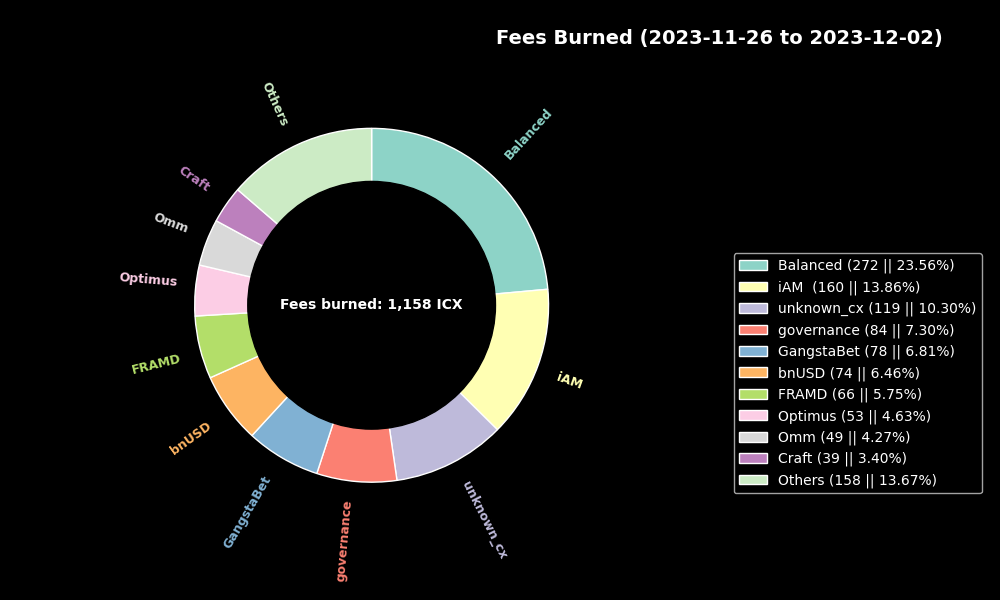 Fees Burned (2023-11-26 to 2023-12-02)
Others
Balanced
Craft
Omm
Optimus
Fees burned: 1,158 ICX
FRAMD
iAM
bnUSD
GangstaBet
governance
unknown_cx
Balanced (272 || 23.56%)
iAM  (160 || 13.86%)
unknown_cx (119 || 10.30%)
governance (84 || 7.30%)
GangstaBet (78 || 6.81%)
bnUSD (74 || 6.46%)
FRAMD (66 || 5.75%)
Optimus (53 || 4.63%)
Omm (49 || 4.27%)
Craft (39 || 3.40%)
Others (158 || 13.67%)